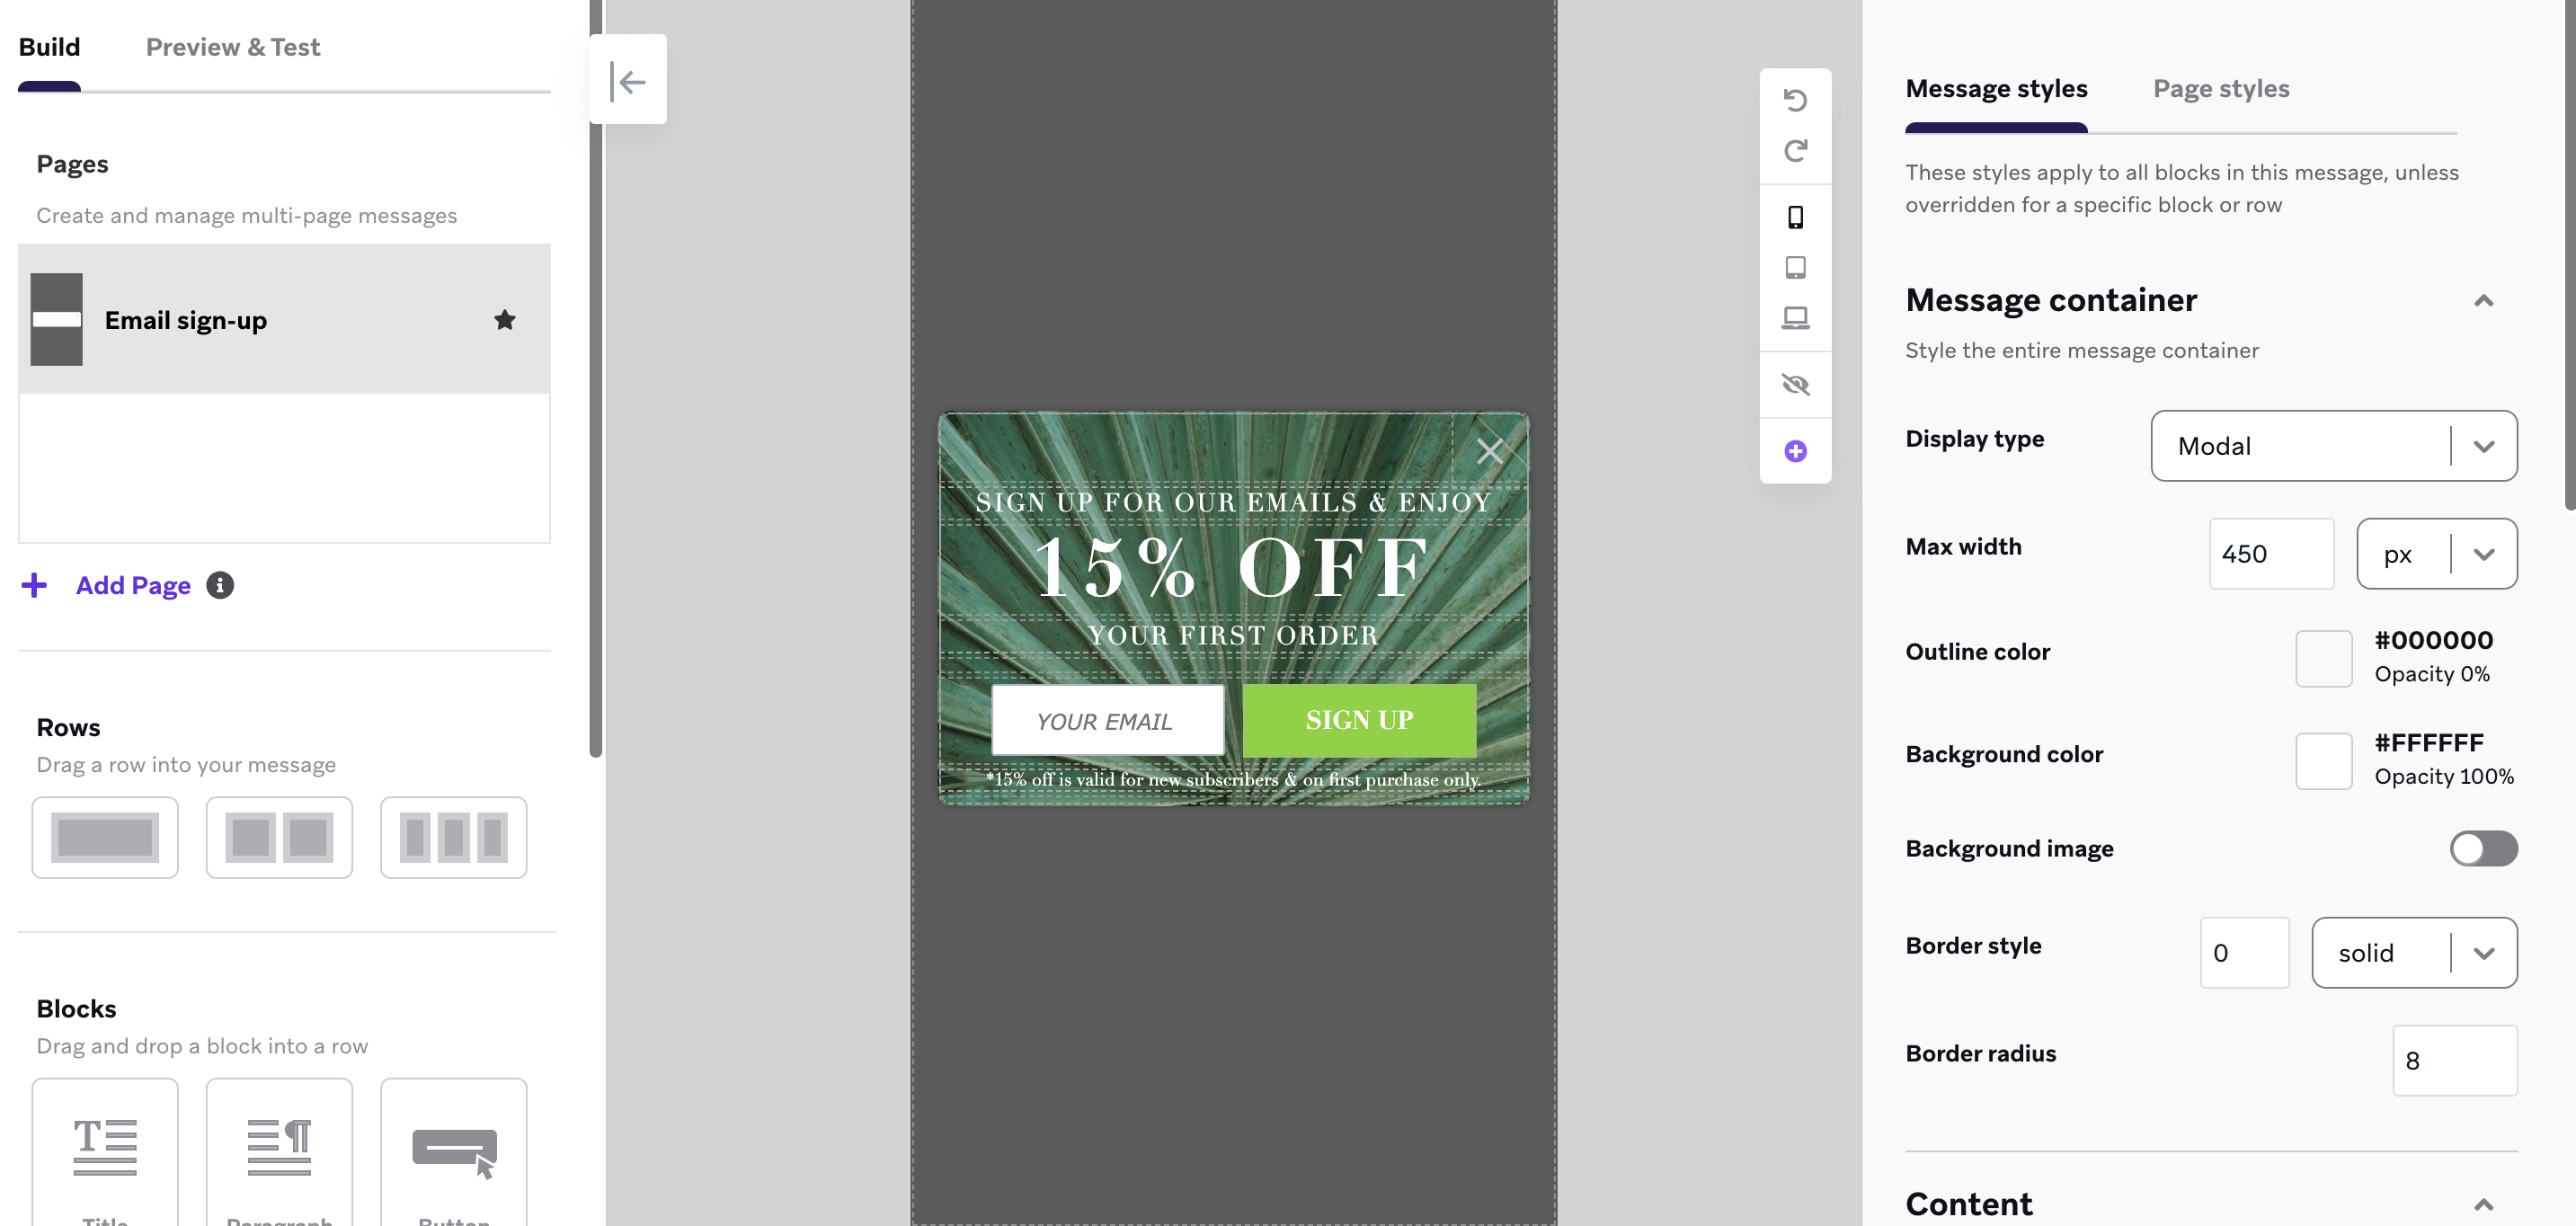 Build
Preview & Test
Pages
Create and manage multi-page messages
Email sign-up
Add Page
Rows
Drag a row into your message
Blocks
Drag and drop a block into a row
Title
Paragraph
Button
SIGN UP FOR OUR EMAILS & ENJOY
15% OFF
YOUR FIRST ORDER
YOUR EMAIL
SIGN UP
*15% off is valid for new subscribers & on first purchase only.
Message styles
Page styles
These styles apply to all blocks in this message, unless
overridden for a specific block or row
Message container
Style the entire message container
Display type
Modal
Max width
450
px
Outline color
#000000
Opacity 0%
Background color
#FFFFFF
Opacity 100%
Background image
Border style
0
solid
Border radius
8
Content